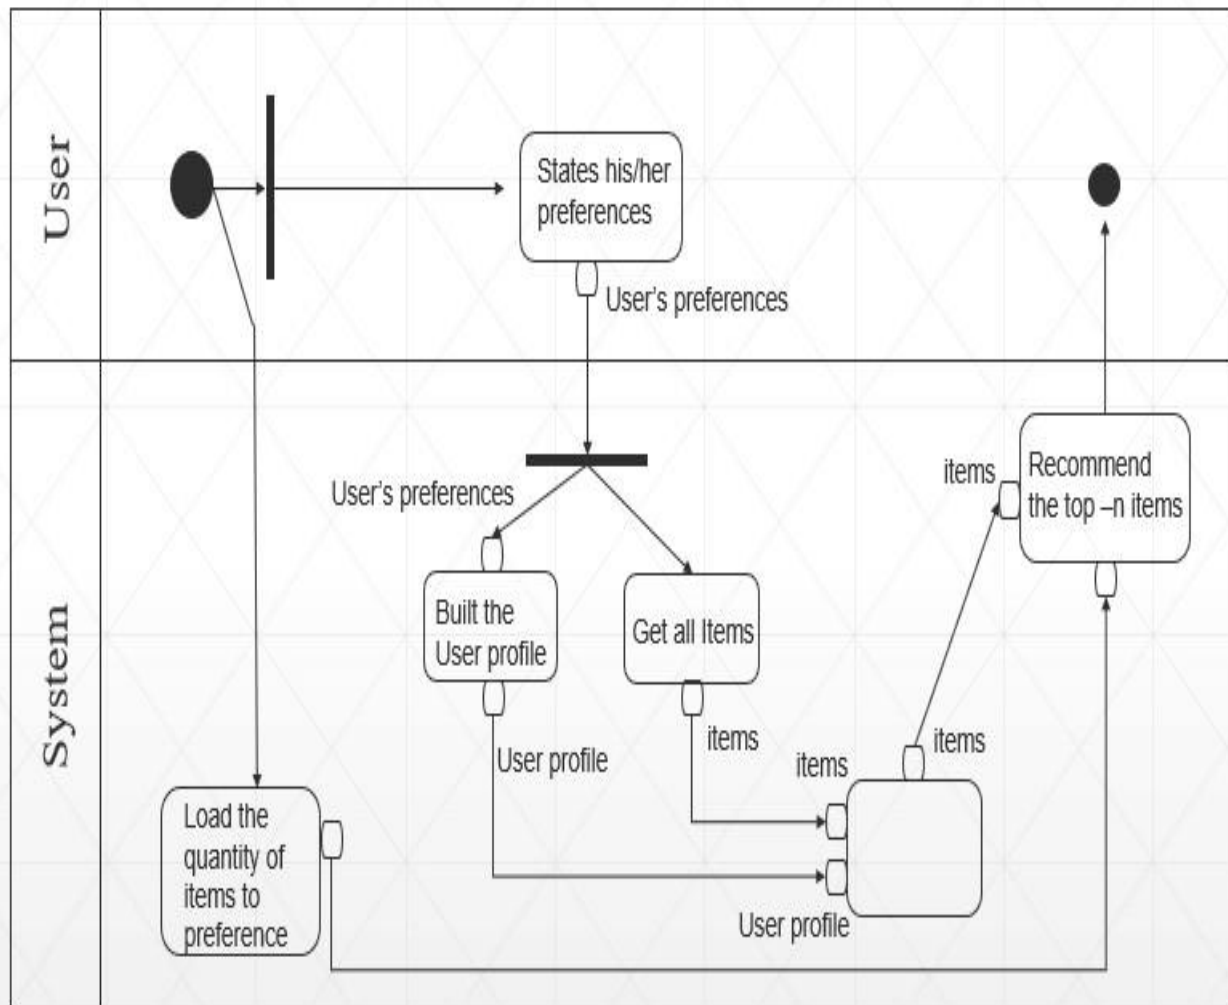 User
States his/her
preferences
User's preferences
System
User's preferences
Built the
User profile
Get all Items
items
Recommend
the top –n items
User profile
items
items
items
User profile
Load the
quantity of
items to
preference